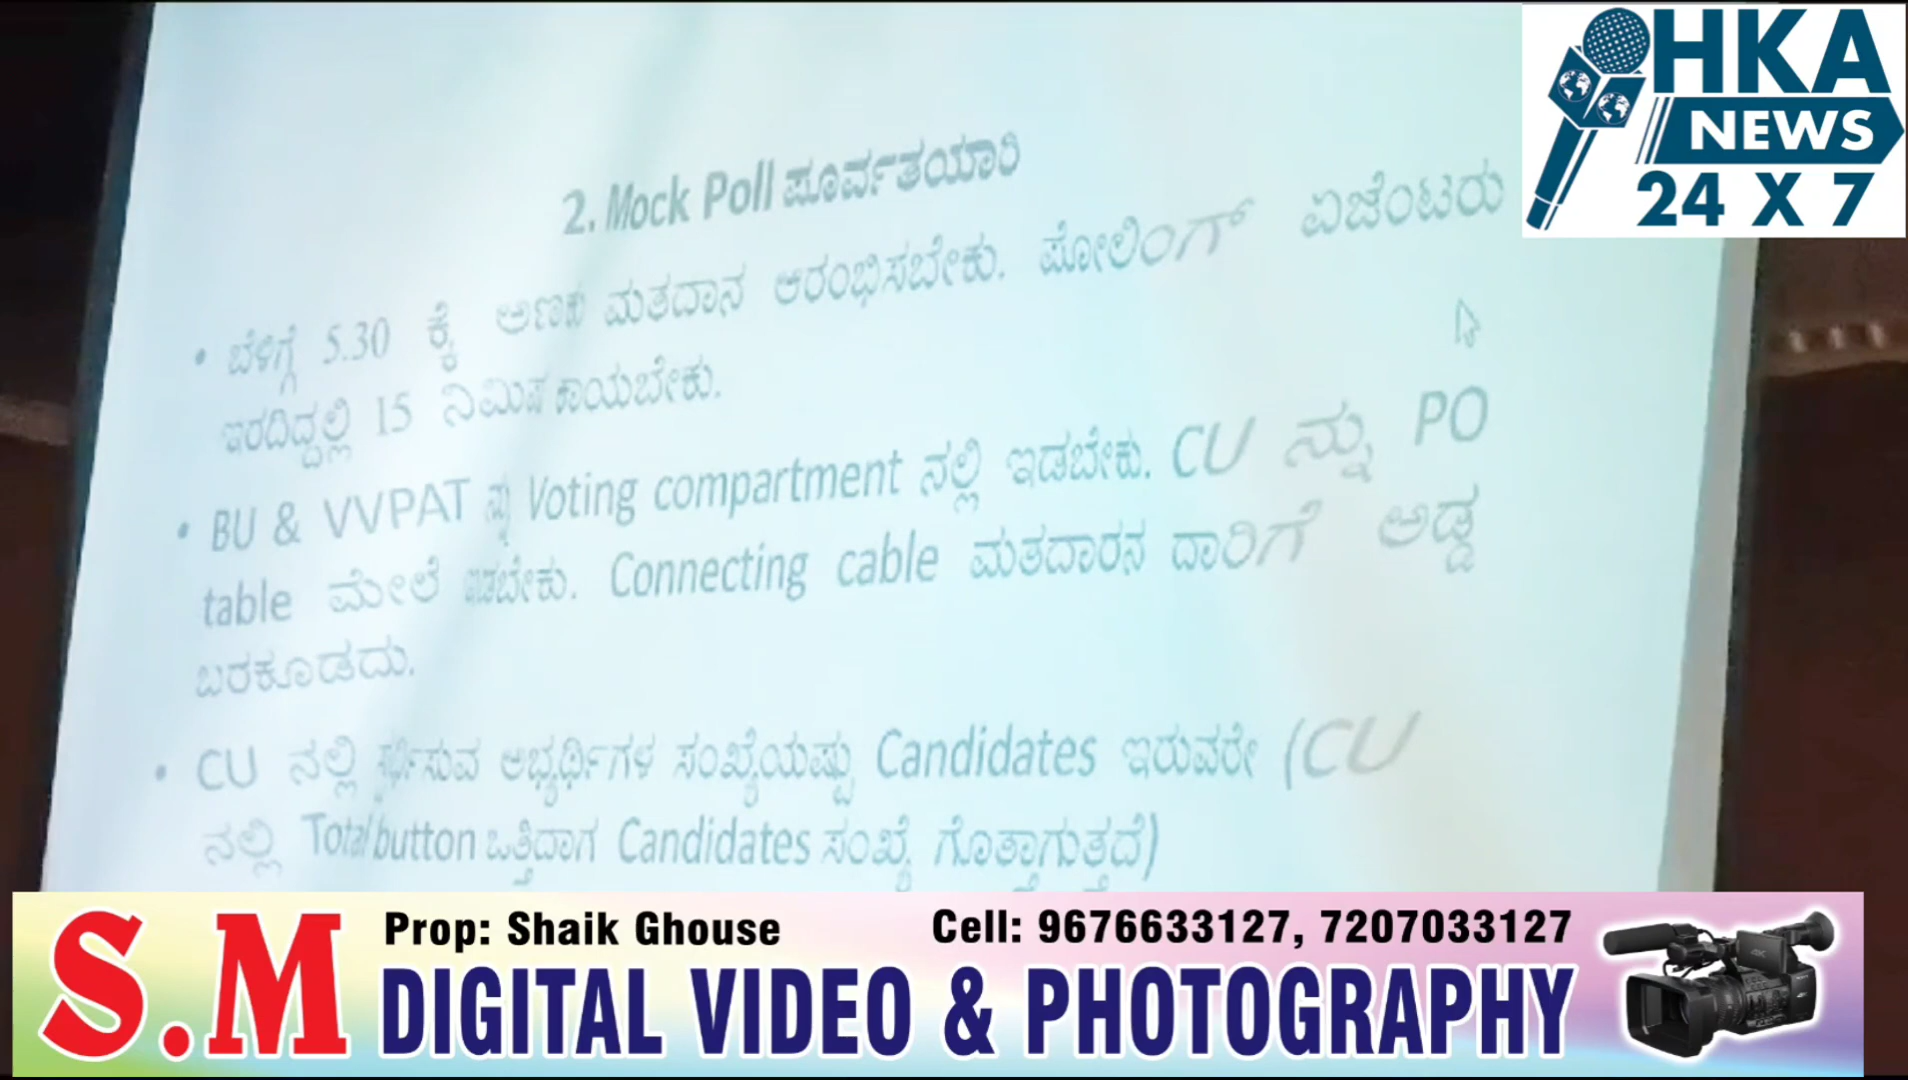 HKA
NEWS
24 X 7
2. Mock Poll ಪೂರ್ವತಯಾರಿ
• ಬೆಳಿಗ್ಗೆ 5.30 ಕ್ಕೆ ಅಣಕು ಮತದಾನ ಆರಂಭಿಸಬೇಕು. ಪೋಲಿಂಗ್ ಏಜೆಂಟರು
ಇರದಿದ್ದಲ್ಲಿ 15 ನಿಮಿಷ ಕಾಯಬೇಕು.
• BU & VVPAT ನ್ನು Voting compartment ನಲ್ಲಿ ಇಡಬೇಕು. CU ನ್ನು PO
table ಮೇಲೆ ಇಡಬೇಕು. Connecting cable ಮತದಾರನ ದಾರಿಗೆ ಅಡ್ಡ
ಬರಕೂಡದು.
• CU ನಲ್ಲಿ ಸ್ಪರ್ಧಿಸುವ ಅಭ್ಯರ್ಥಿಗಳ ಸಂಖ್ಯೆಯಷ್ಟು Candidates ಇರುವರೇ (CU
ನಲ್ಲಿ Total button ಒತ್ತಿದಾಗ Candidates ಸಂಖ್ಯೆ ಗೊತ್ತಾಗುತ್ತದೆ)
S.M
Prop: Shaik Ghouse
Cell: 9676633127, 7207033127
DIGITAL VIDEO & PHOTOGRAPHY